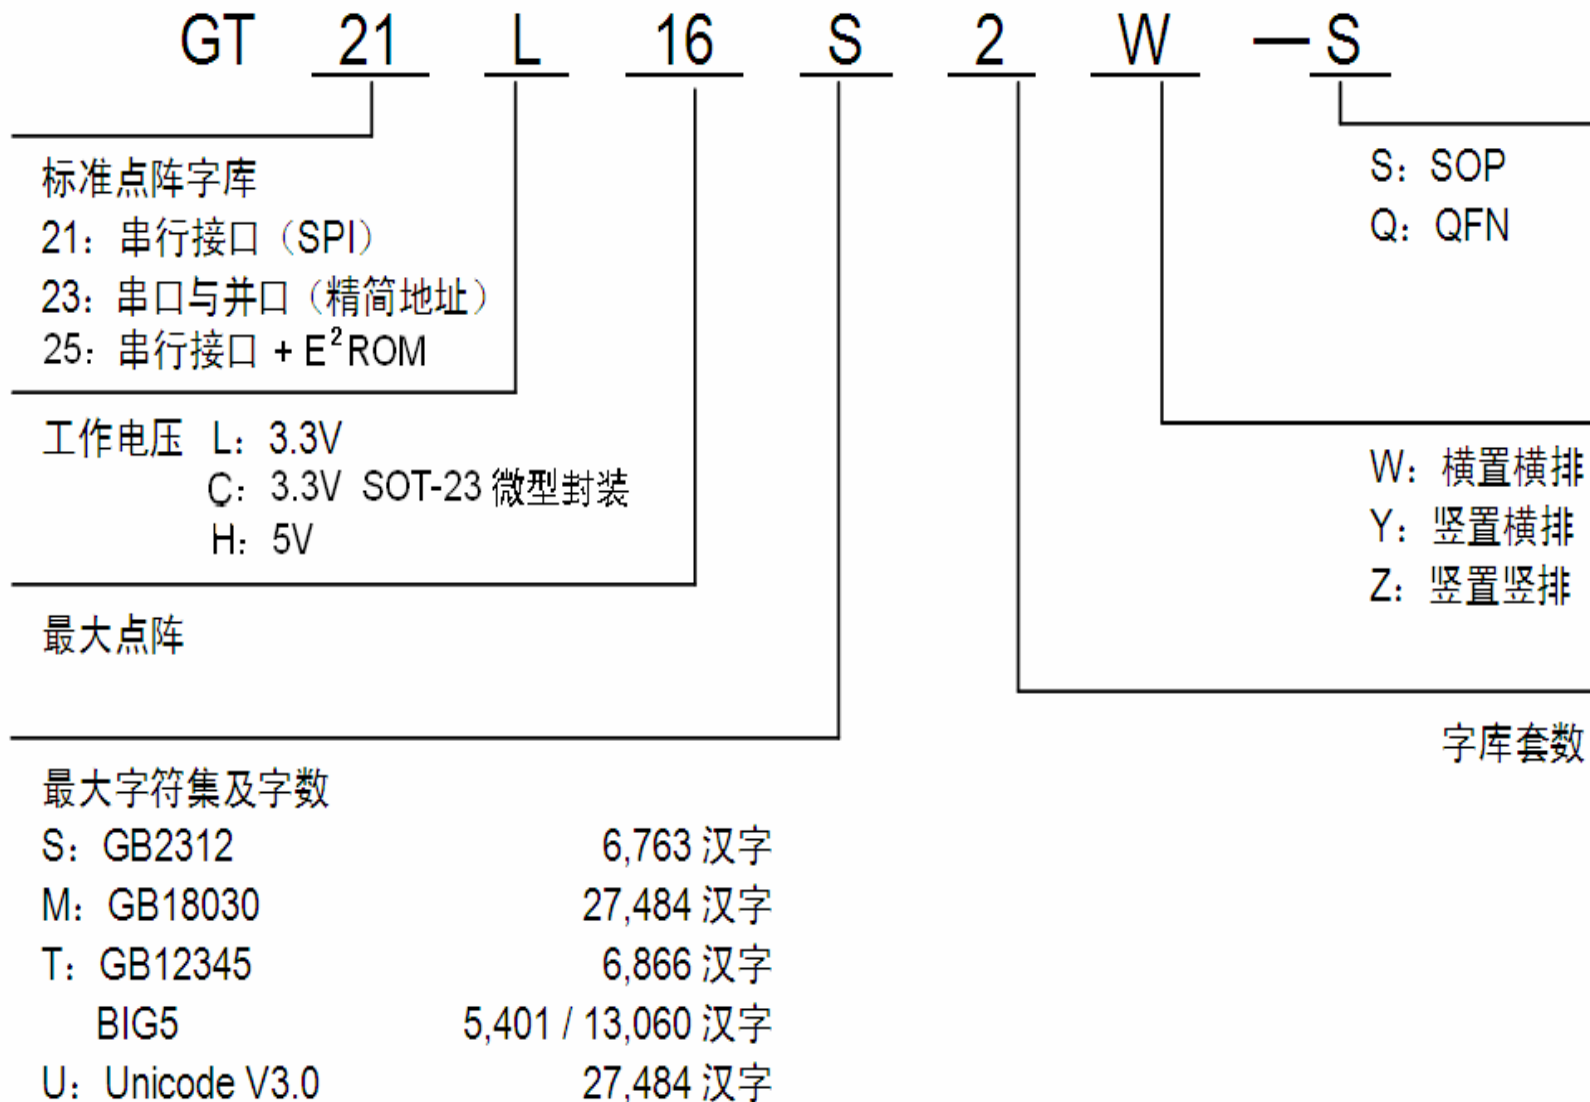 GT 21 L 16 S 2 W —S
标准点阵字库
21：串行接口（SPI）
23：串口与并口（精简地址）
25：串行接口 + E²ROM
工作电压 L：3.3V
C：3.3V SOT-23 微型封装
H：5V
最大点阵
最大字符集及字数
S：GB2312 6,763 汉字
M：GB18030 27,484 汉字
T：GB12345 6,866 汉字
BIG5 5,401 / 13,060 汉字
U：Unicode V3.0 27,484 汉字
S：SOP
Q：QFN
W：横置横排
Y：竖置横排
Z：竖置竖排
字库套数